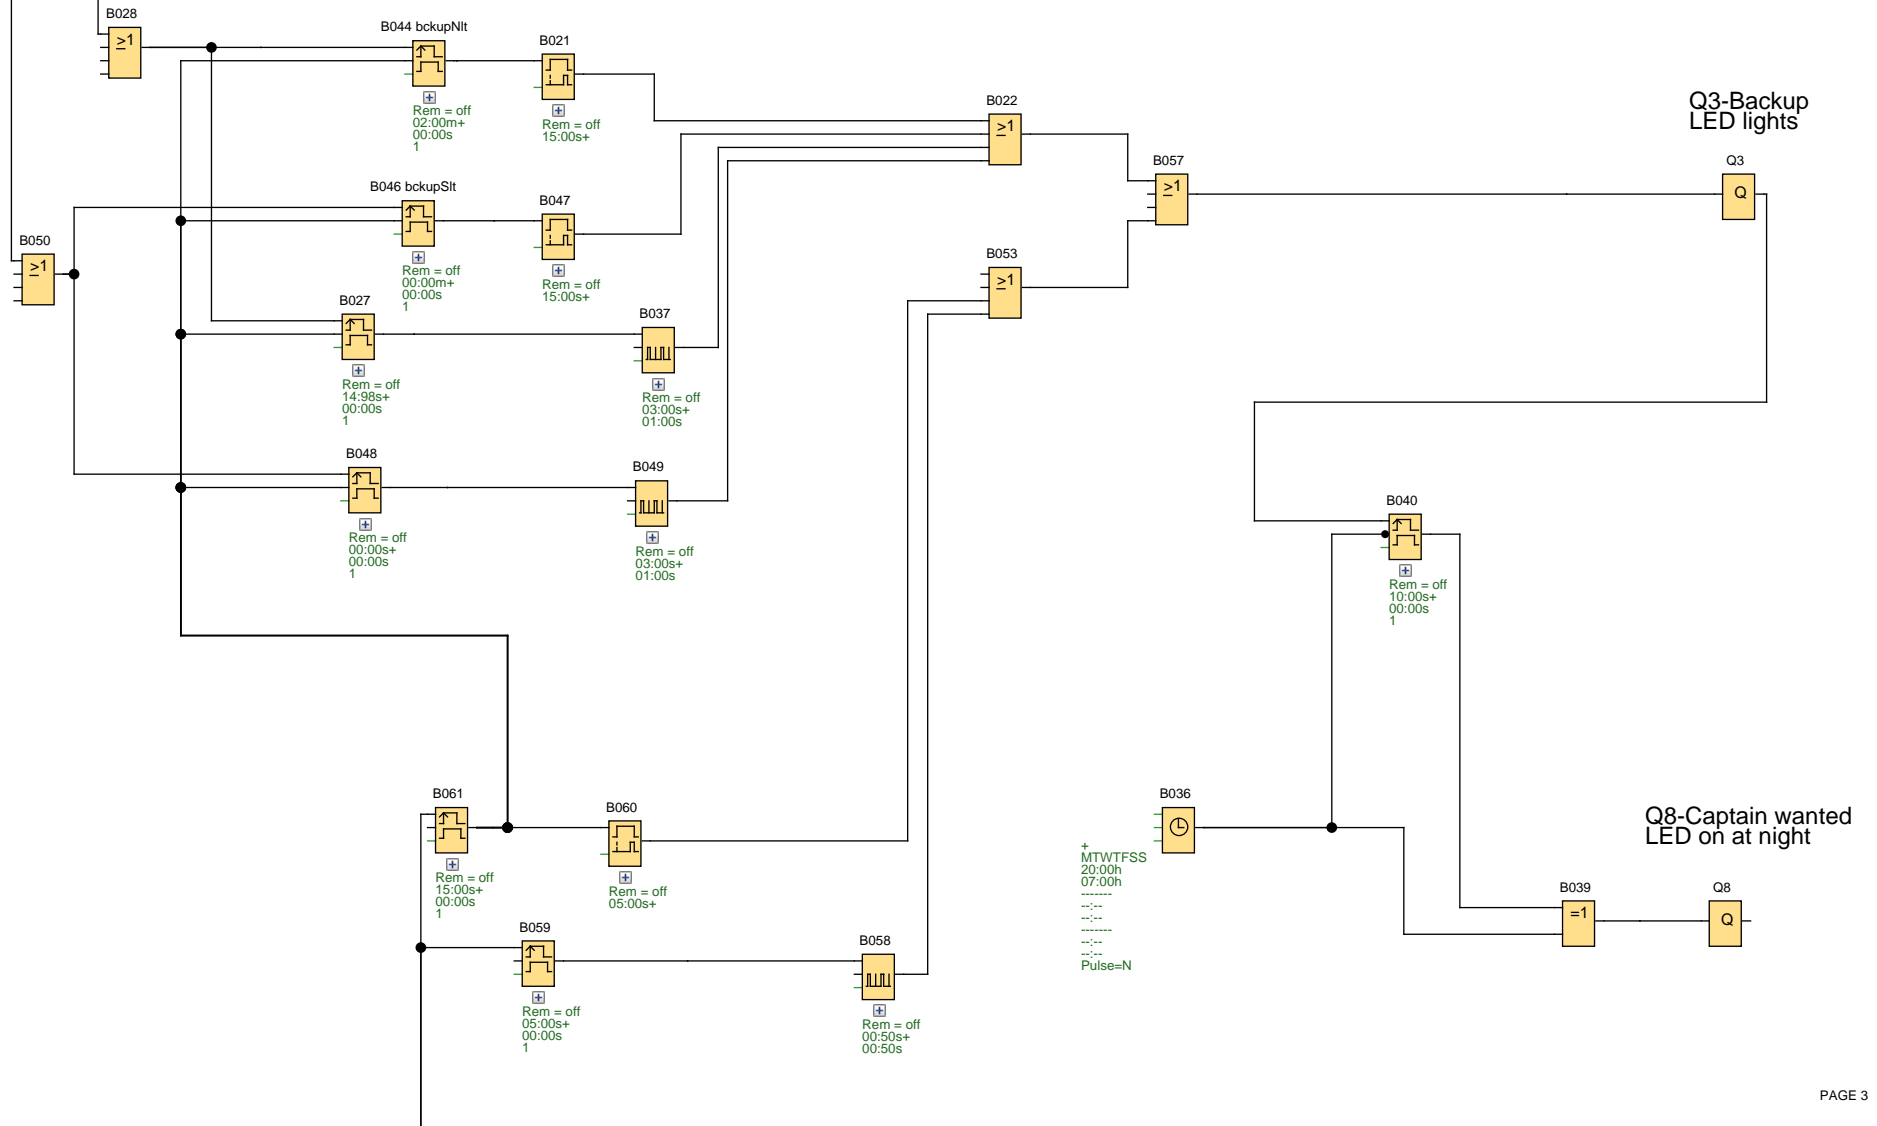 B028
≥1
B044 bckupNlt
Rem = off
02:00m+
00:00s
1
B021
Rem = off
15:00s+
B022
≥1
Q3-Backup
LED lights
B057
≥1
Q3
Q
B046 bckupSlt
Rem = off
00:00m+
00:00s
1
B047
Rem = off
15:00s+
B050
≥1
B053
≥1
B027
Rem = off
14:98s+
00:00s
1
B037
Rem = off
03:00s+
01:00s
B048
Rem = off
00:00s+
00:00s
1
B049
Rem = off
03:00s+
01:00s
B040
Rem = off
10:00s+
00:00s
1
B061
Rem = off
15:00s+
00:00s
1
B060
Rem = off
05:00s+
B036
+
MTWTFSS
20:00h
07:00h
-------
--:--
--:--
-------
--:--
--:--
Pulse=N
Q8-Captain wanted
LED on at night
B039
=1
Q8
Q
B059
Rem = off
05:00s+
00:00s
1
B058
Rem = off
00:50s+
00:50s
PAGE 3